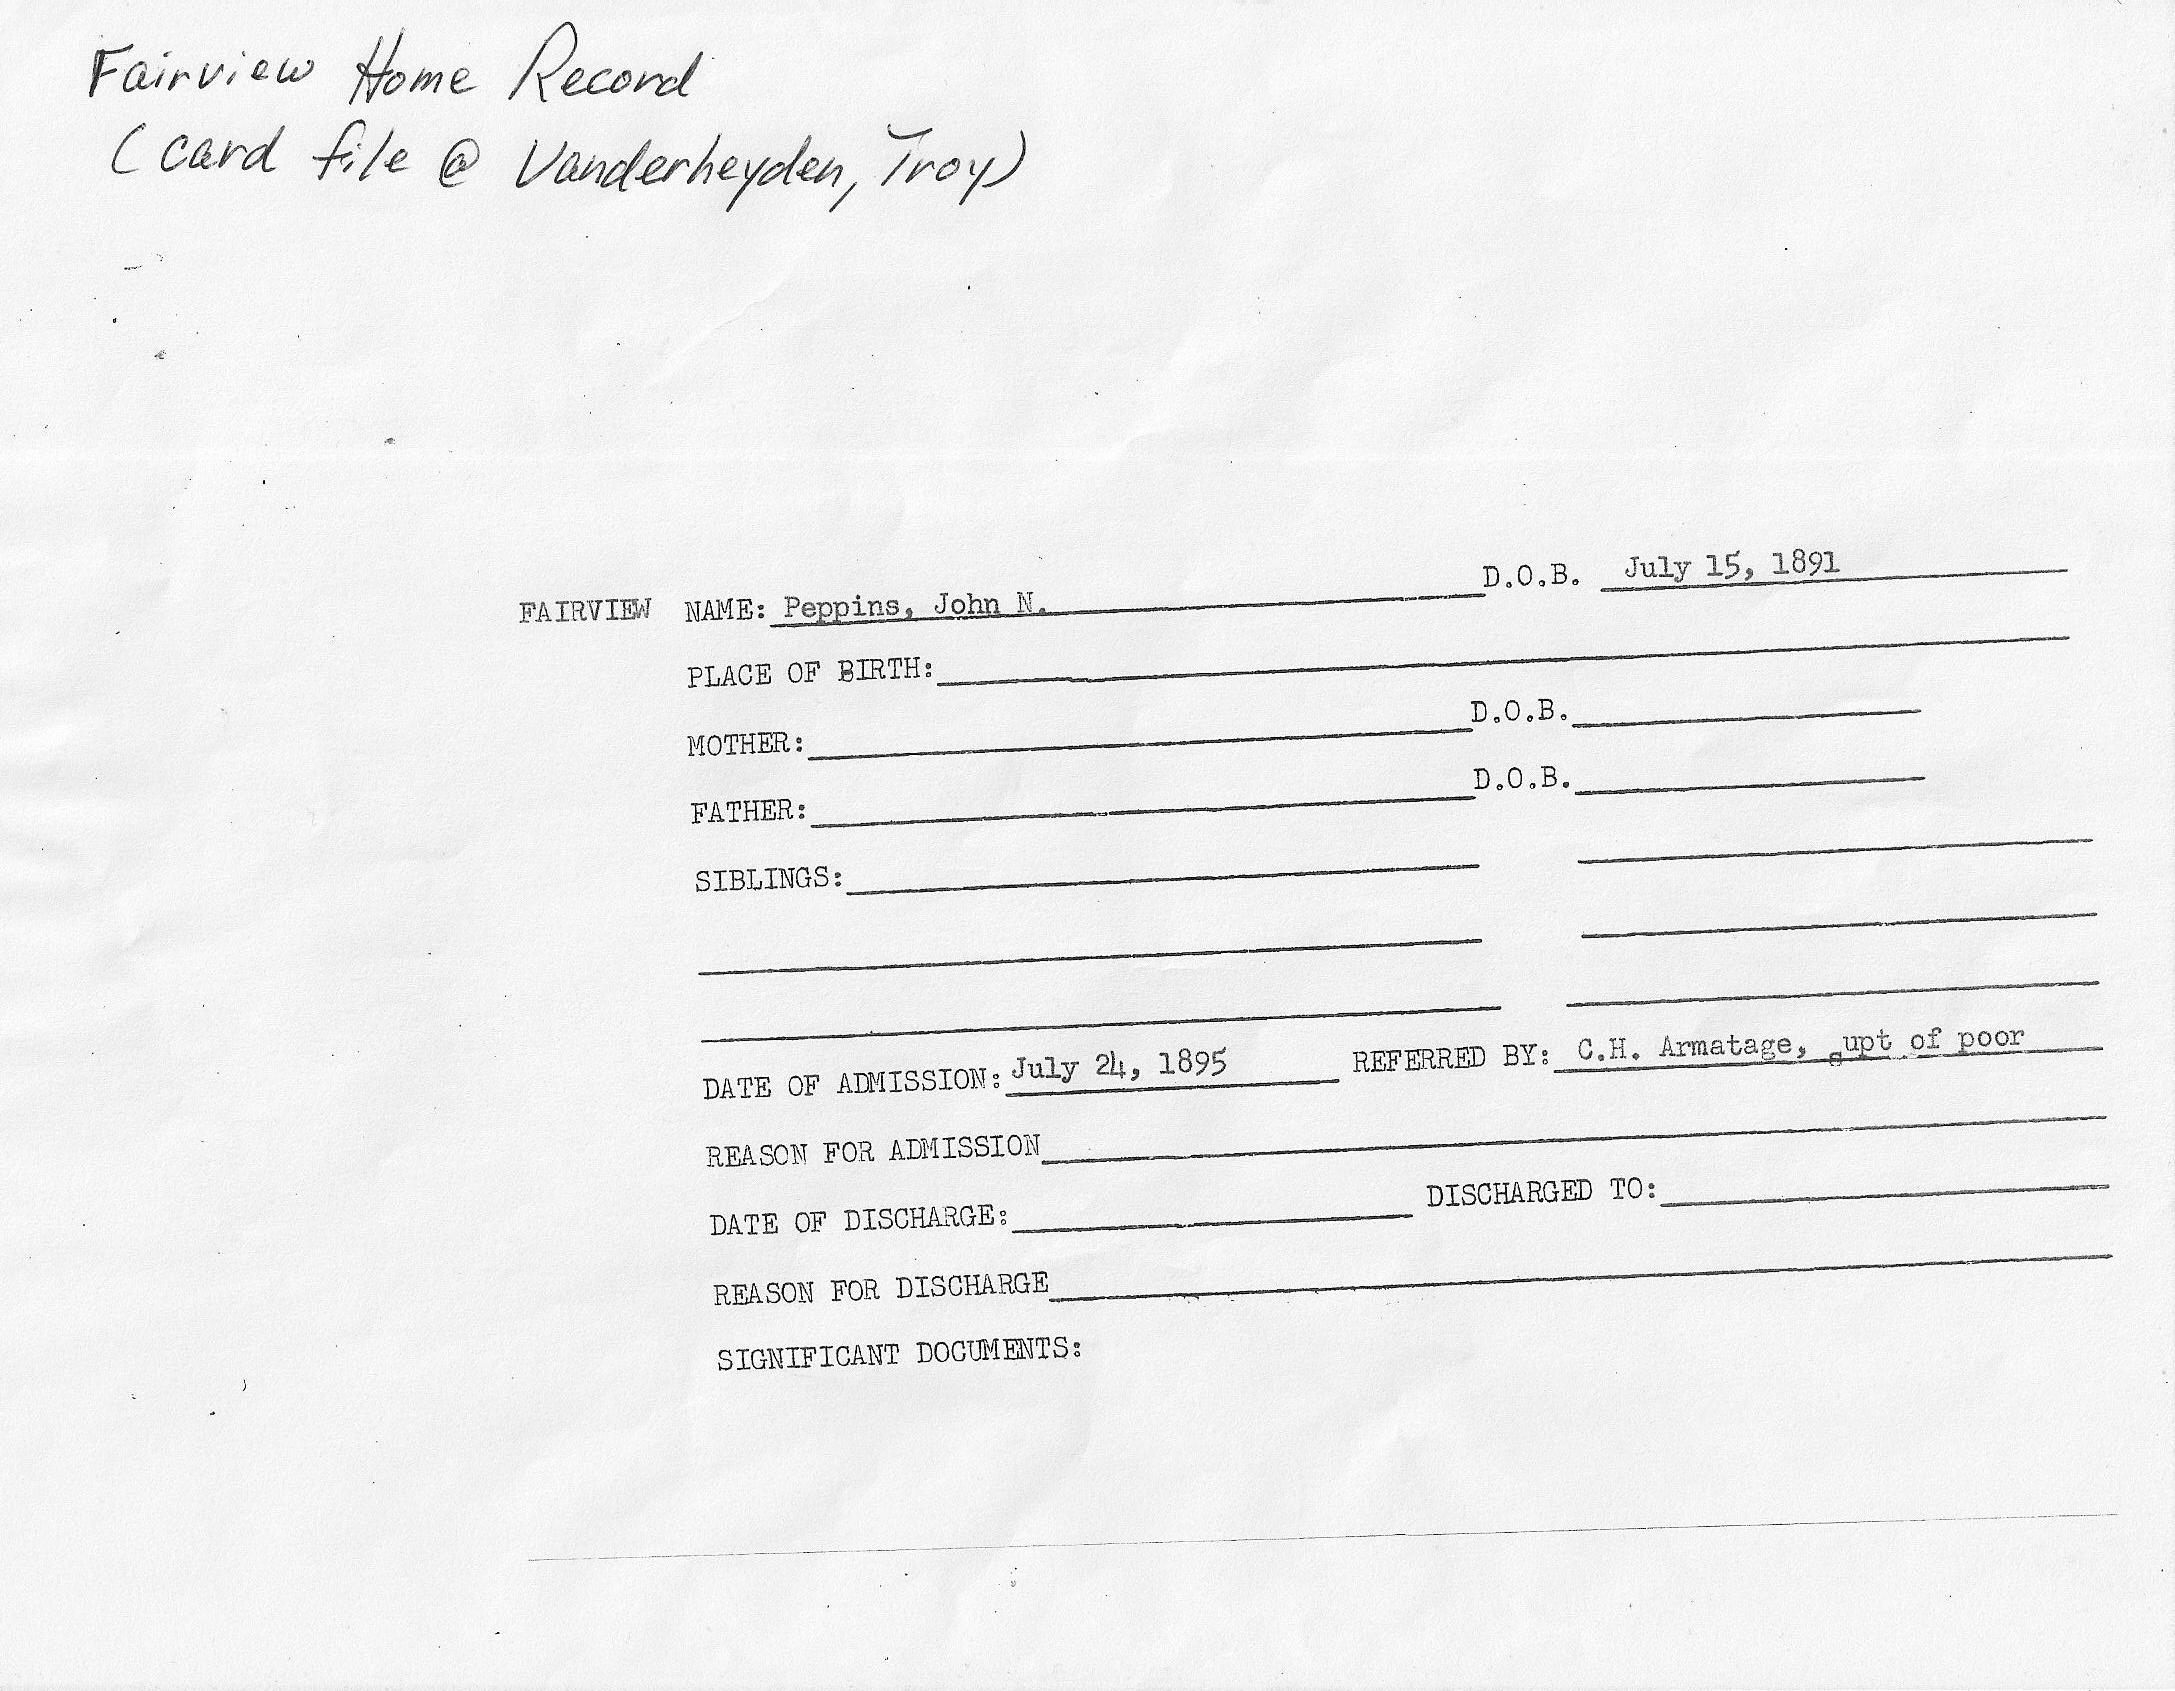 Fairview Home Record
(card file @ Vanderheyden, Troy)
FAIRVIEW NAME: Peppins, John N. D.O.B. July 15, 1891
PLACE OF BIRTH:
MOTHER: D.O.B.
FATHER: D.O.B.
SIBLINGS:
DATE OF ADMISSION: July 24, 1895 REFERRED BY: C.H. Armatage, supt of poor
REASON FOR ADMISSION
DATE OF DISCHARGE: DISCHARGED TO:
REASON FOR DISCHARGE
SIGNIFICANT DOCUMENTS: